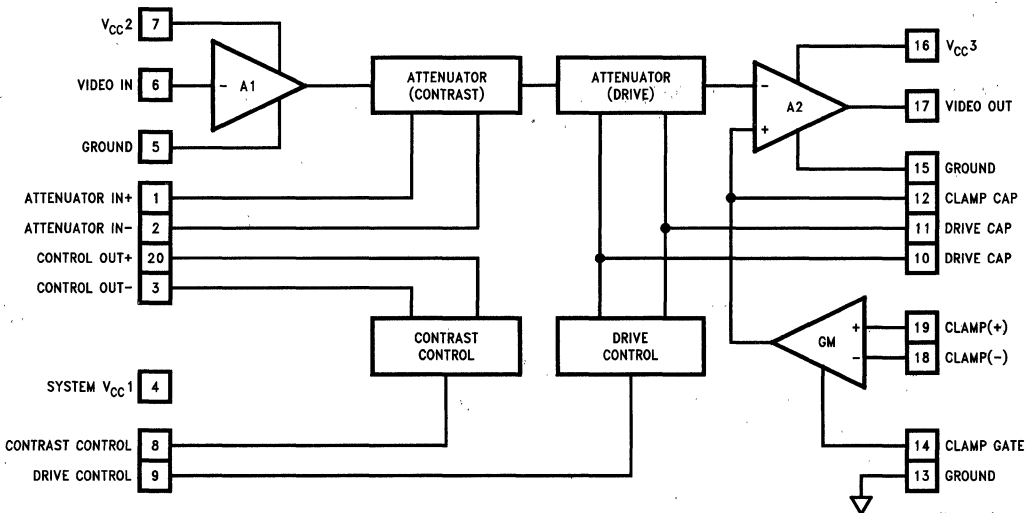 V_CC2 7
VIDEO IN 6
GROUND 5
ATTENUATOR IN+ 1
ATTENUATOR IN- 2
CONTROL OUT+ 20
CONTROL OUT- 3
SYSTEM V_CC1 4
CONTRAST CONTROL 8
DRIVE CONTROL 9
- A1
ATTENUATOR
(CONTRAST)
ATTENUATOR
(DRIVE)
-
A2
+
CONTRAST
CONTROL
DRIVE
CONTROL
+
GM
-
16 V_CC3
17 VIDEO OUT
15 GROUND
12 CLAMP CAP
11 DRIVE CAP
10 DRIVE CAP
19 CLAMP(+)
18 CLAMP(-)
14 CLAMP GATE
13 GROUND